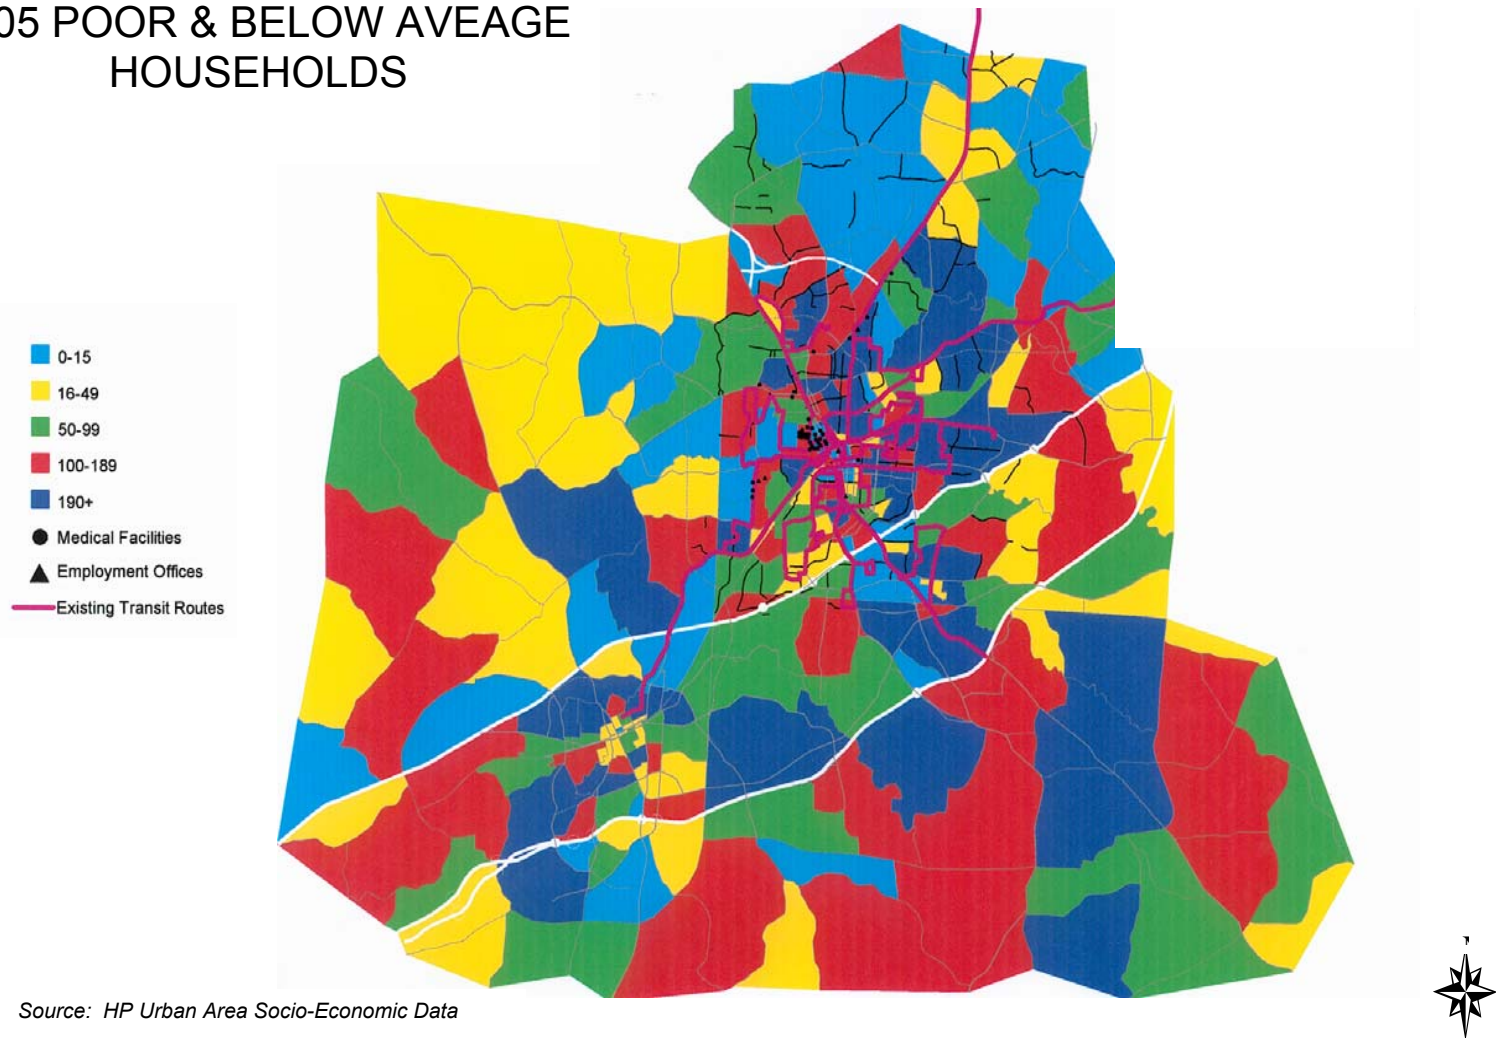 05 POOR & BELOW AVEAGE
HOUSEHOLDS
0-15
16-49
50-99
100-189
190+
Medical Facilities
Employment Offices
Existing Transit Routes
Source: HP Urban Area Socio-Economic Data